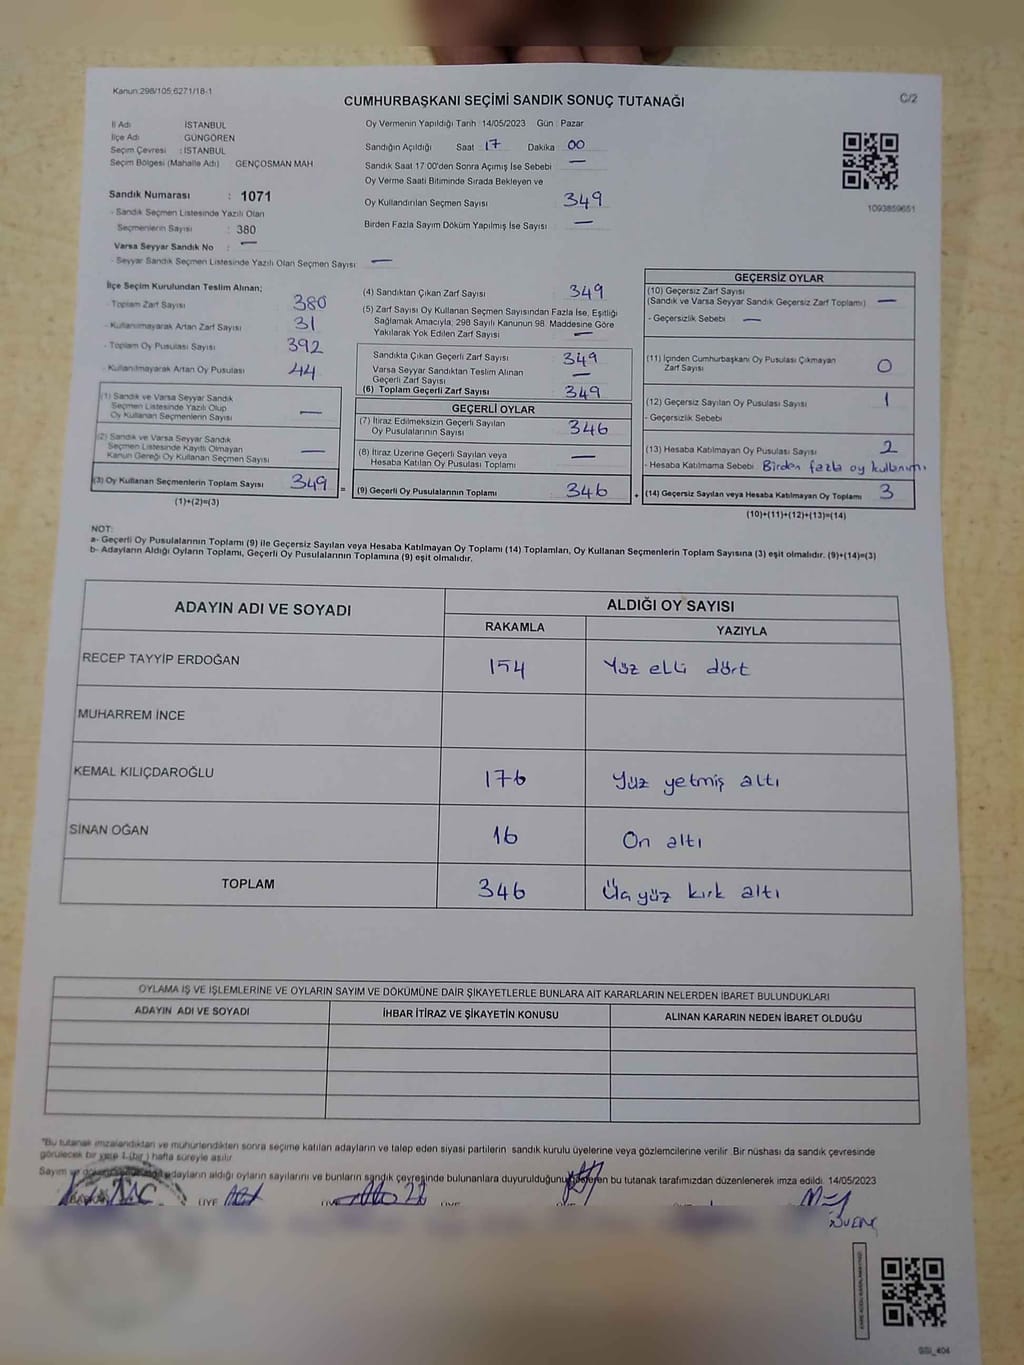 Kanun:298/105;6271/18-1
CUMHURBAŞKANI SEÇİMİ SANDIK SONUÇ TUTANAĞI
C/2
İl Adı İSTANBUL
İlçe Adı GÜNGÖREN
Seçim Çevresi : İSTANBUL
Seçim Bölgesi (Mahalle Adı) GENÇOSMAN MAH
Sandık Numarası : 1071
- Sandık Seçmen Listesinde Yazılı Olan
Seçmenlerin Sayısı : 380
Varsa Seyyar Sandık No : —
- Seyyar Sandık Seçmen Listesinde Yazılı Olan Seçmen Sayısı : —
Oy Vermenin Yapıldığı Tarih : 14/05/2023 Gün : Pazar
Sandığın Açıldığı Saat 17 Dakika 00
Sandık Saat 17:00'den Sonra Açımış İse Sebebi —
Oy Verme Saati Bitiminde Sırada Bekleyen ve
Oy Kullandırılan Seçmen Sayısı 349
Birden Fazla Sayım Döküm Yapılmış İse Sayısı —
1093859651
İlçe Seçim Kurulundan Teslim Alınan;
- Toplam Zarf Sayısı 380
- Kullanılmayarak Artan Zarf Sayısı 31
- Toplam Oy Pusulası Sayısı 392
- Kullanılmayarak Artan Oy Pusulası 44
(1) Sandık ve Varsa Seyyar Sandık
Seçmen Listesinde Yazılı Olup
Oy Kullanan Seçmenlerin Sayısı —
(2) Sandık ve Varsa Seyyar Sandık
Seçmen Listesinde Kayıtlı Olmayan
Kanun Gereği Oy Kullanan Seçmen Sayısı —
(3) Oy Kullanan Seçmenlerin Toplam Sayısı 349 =
(1)+(2)=(3)
(4) Sandıktan Çıkan Zarf Sayısı 349
(5) Zarf Sayısı Oy Kullanan Seçmen Sayısından Fazla İse, Eşitliği
Sağlamak Amacıyla, 298 Sayılı Kanunun 98. Maddesine Göre
Yakılarak Yok Edilen Zarf Sayısı —
Sandıkta Çıkan Geçerli Zarf Sayısı 349
Varsa Seyyar Sandıktan Teslim Alınan
Geçerli Zarf Sayısı —
(6) Toplam Geçerli Zarf Sayısı 349
GEÇERLİ OYLAR
(7) İtiraz Edilmeksizin Geçerli Sayılan
Oy Pusulalarının Sayısı 346
(8) İtiraz Üzerine Geçerli Sayılan veya
Hesaba Katılan Oy Pusulası Toplamı —
(9) Geçerli Oy Pusulalarının Toplamı 346 +
GEÇERSİZ OYLAR
(10) Geçersiz Zarf Sayısı
(Sandık ve Varsa Seyyar Sandık Geçersiz Zarf Toplamı) —
- Geçersizlik Sebebi —
(11) İçinden Cumhurbaşkanı Oy Pusulası Çıkmayan
Zarf Sayısı 0
(12) Geçersiz Sayılan Oy Pusulası Sayısı 1
- Geçersizlik Sebebi
(13) Hesaba Katılmayan Oy Pusulası Sayısı 2
- Hesaba Katılmama Sebebi Birden fazla oy kullanımı
(14) Geçersiz Sayılan veya Hesaba Katılmayan Oy Toplamı 3
(10)+(11)+(12)+(13)=(14)
NOT:
a- Geçerli Oy Pusulalarının Toplamı (9) ile Geçersiz Sayılan veya Hesaba Katılmayan Oy Toplamı (14) Toplamları, Oy Kullanan Seçmenlerin Toplam Sayısına (3) eşit olmalıdır. (9)+(14)=(3)
b- Adayların Aldığı Oyların Toplamı, Geçerli Oy Pusulalarının Toplamına (9) eşit olmalıdır.
ADAYIN ADI VE SOYADI ALDIĞI OY SAYISI
RAKAMLA YAZIYLA
RECEP TAYYİP ERDOĞAN 154 Yüz elli dört
MUHARREM İNCE
KEMAL KILIÇDAROĞLU 176 Yüz yetmiş altı
SİNAN OĞAN 16 On altı
TOPLAM 346 Üç yüz kırk altı
OYLAMA İŞ VE İŞLEMLERİNE VE OYLARIN SAYIM VE DÖKÜMÜNE DAİR ŞİKAYETLERLE BUNLARA AİT KARARLARIN NELERDEN İBARET BULUNDUKLARI
ADAYIN ADI VE SOYADI İHBAR İTİRAZ VE ŞİKAYETİN KONUSU ALINAN KARARIN NEDEN İBARET OLDUĞU
"Bu tutanak imzalandıktan ve mühürlendikten sonra seçime katılan adayların ve talep eden siyasi partilerin sandık kurulu üyelerine veya gözlemcilerine verilir. Bir nüshası da sandık çevresinde
görülecek bir yere 1 (bir) hafta süreyle asılır.
Sayım ve adayların aldığı oyların sayılarını ve bunların sandık çevresinde bulunanlara duyurulduğunu gösteren bu tutanak tarafımızdan düzenlenerek imza edildi. 14/05/2023
BAŞKAN ÜYE
SSI_404